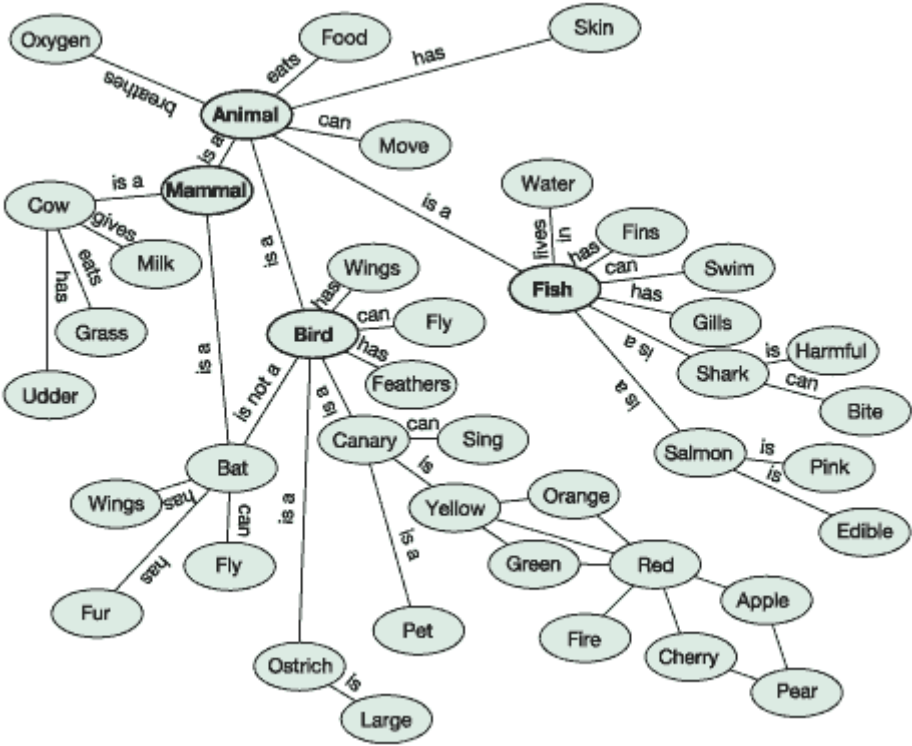 Oxygen
Food
Skin
breathes
eats
has
Animal
can
Move
is a
Mammal
is a
Cow
gives
Milk
eats
Grass
has
Udder
is a
is a
is a
Water
lives in
has
Fins
Fish
can
Swim
has
Gills
is a
Shark
is
Harmful
can
Bite
is a
Salmon
is
Pink
is
Edible
has
Wings
Bird
can
Fly
has
Feathers
is not a
is a
is a
Bat
Wings
has
can
Fly
has
Fur
Canary
can
Sing
is
Yellow
Orange
Green
Red
is a
Pet
Fire
Apple
Cherry
Pear
Ostrich
is
Large